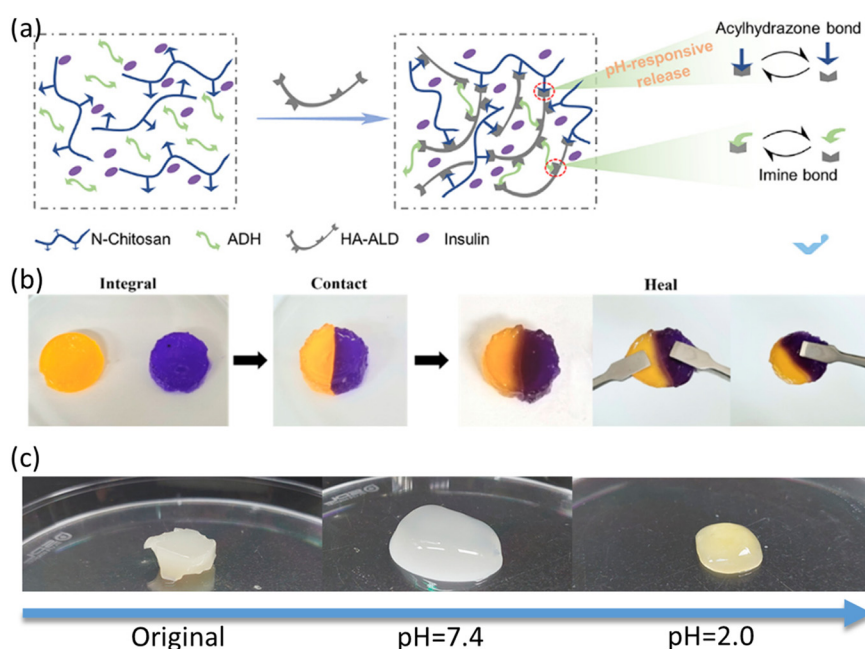 (a)
pH-responsive
release
Acylhydrazone bond
Imine bond
N-Chitosan ADH HA-ALD Insulin
(b)
Integral Contact Heal
(c)
Original pH=7.4 pH=2.0